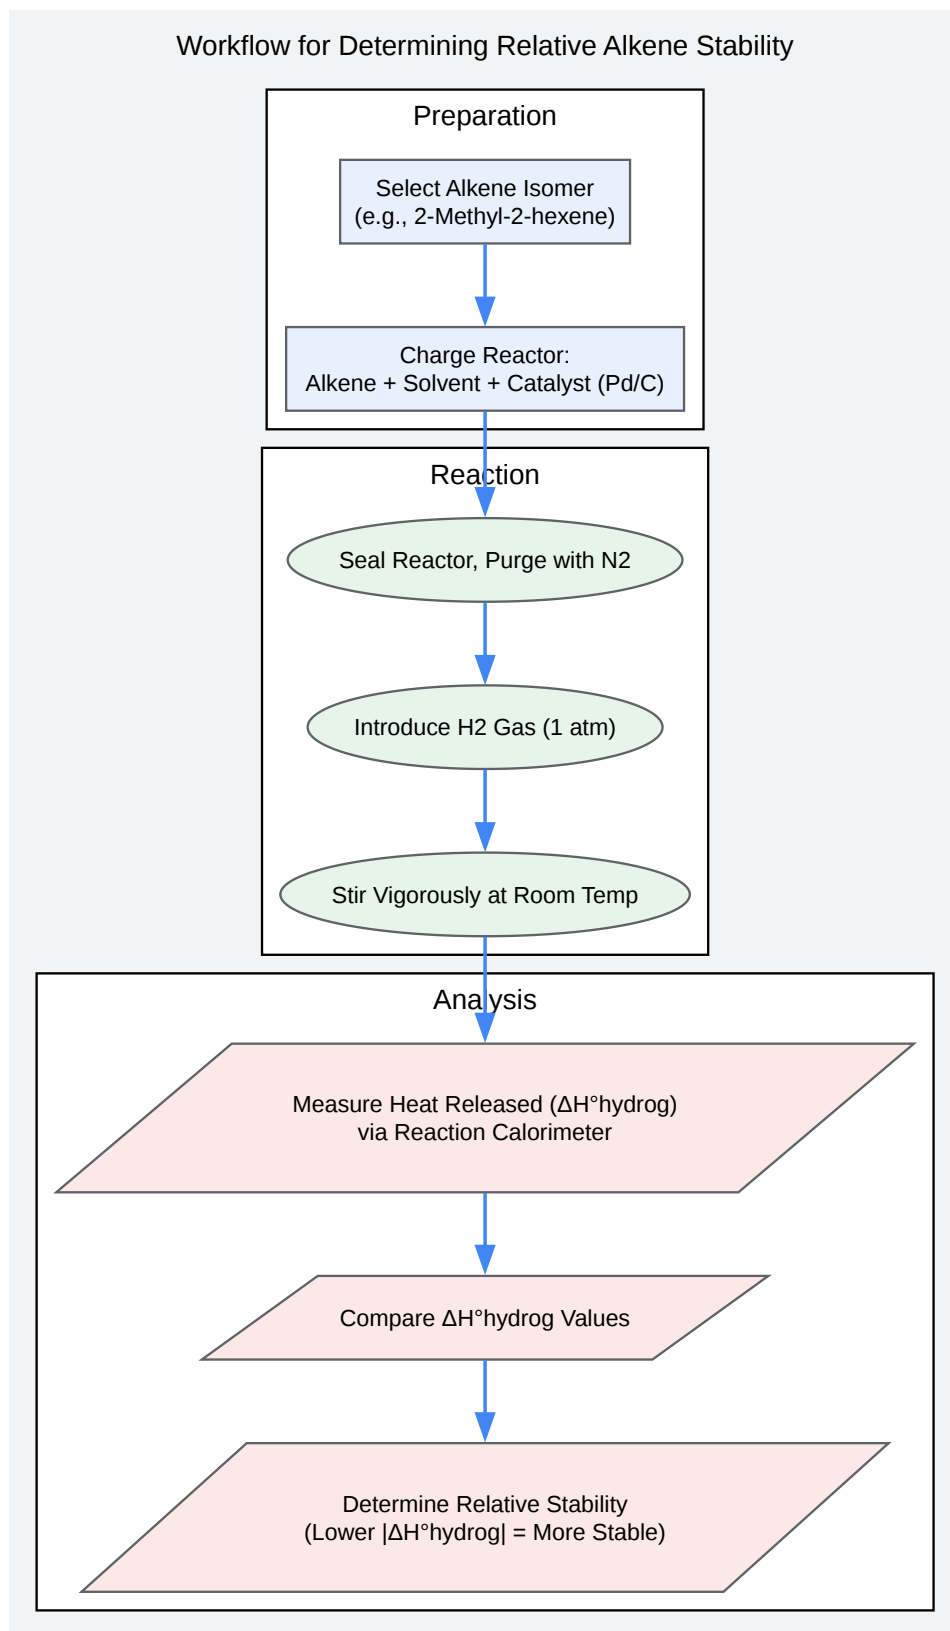 Workflow for Determining Relative Alkene Stability
Preparation
Select Alkene Isomer
(e.g., 2-Methyl-2-hexene)
Charge Reactor:
Alkene + Solvent + Catalyst (Pd/C)
Reaction
Seal Reactor, Purge with N2
Introduce H2 Gas (1 atm)
Stir Vigorously at Room Temp
Analysis
Measure Heat Released (ΔH°hydrog)
via Reaction Calorimeter
Compare ΔH°hydrog Values
Determine Relative Stability
(Lower |ΔH°hydrog| = More Stable)